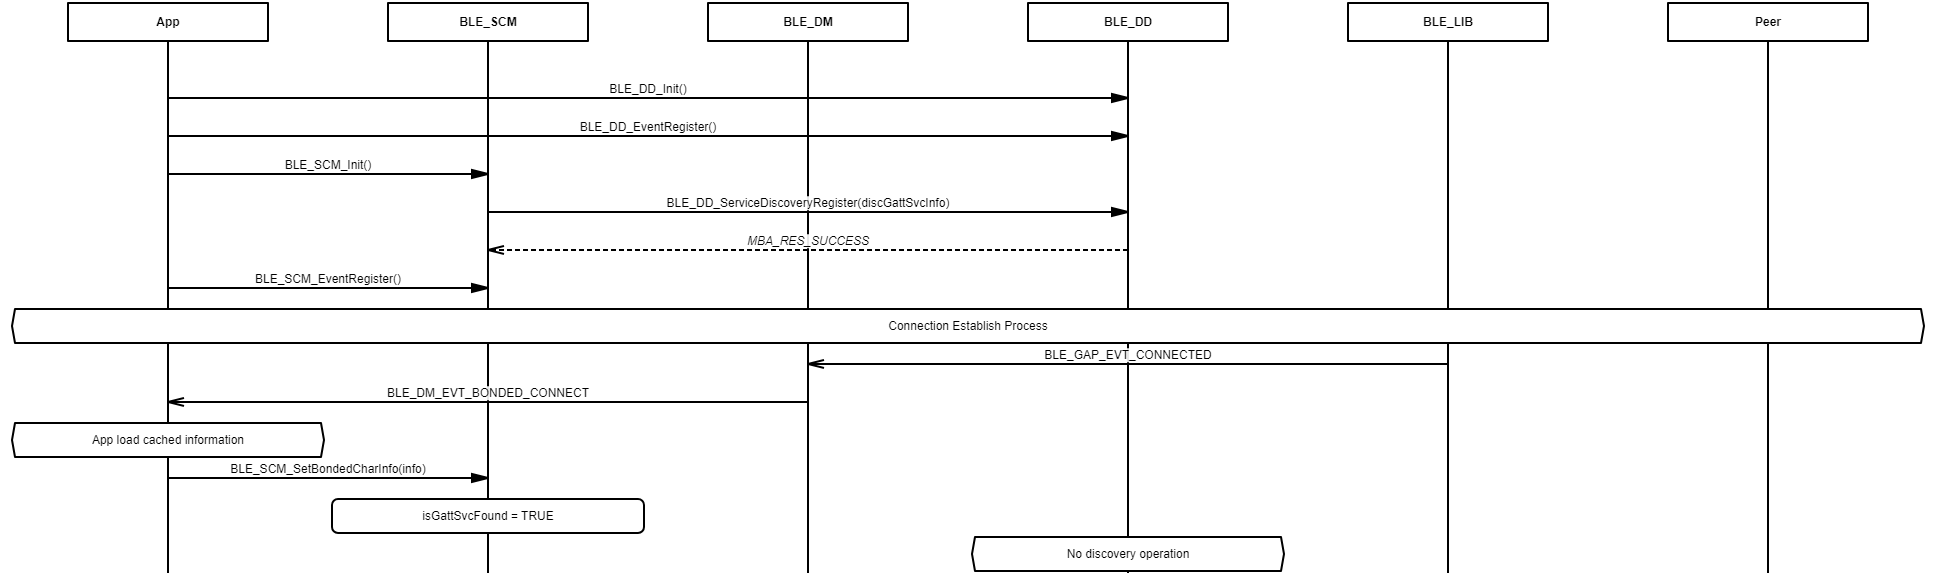 App
BLE_SCM
BLE_DM
BLE_DD
BLE_LIB
Peer
BLE_DD_Init()
BLE_DD_EventRegister()
BLE_SCM_Init()
BLE_DD_ServiceDiscoveryRegister(discGattSvcInfo)
MBA_RES_SUCCESS
BLE_SCM_EventRegister()
Connection Establish Process
BLE_GAP_EVT_CONNECTED
BLE_DM_EVT_BONDED_CONNECT
App load cached information
BLE_SCM_SetBondedCharInfo(info)
isGattSvcFound = TRUE
No discovery operation